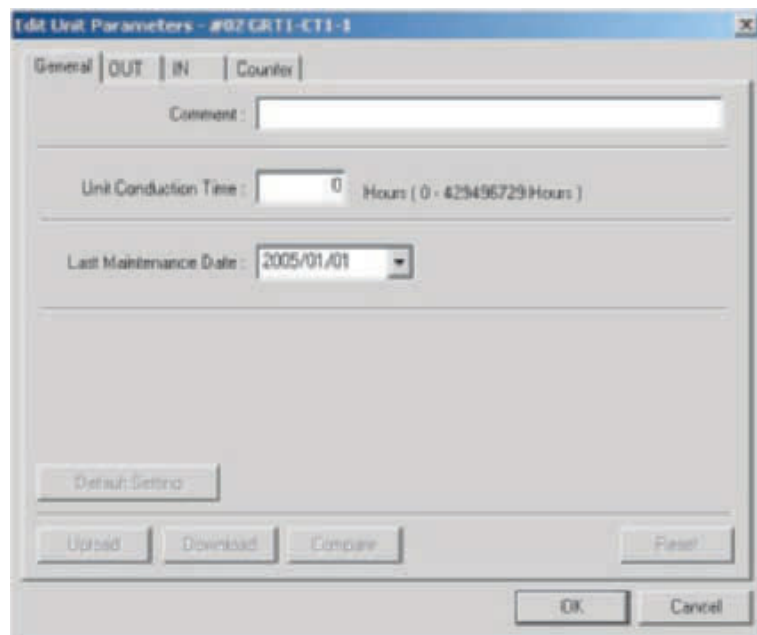 Edit Unit Parameters - #02 GRT1-CT1-1
General OUT IN Counter
Comment :
Unit Conduction Time : 0 Hours ( 0 - 429496729 Hours )
Last Maintenance Date : 2005/01/01
Default Setting
Upload Download Compare Reset
OK Cancel